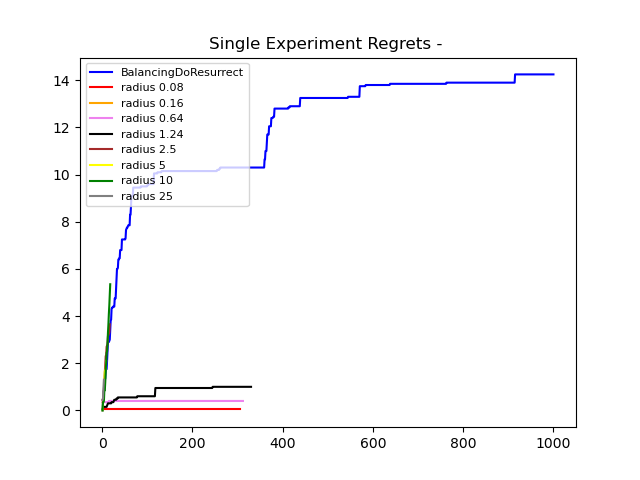 Single Experiment Regrets -
BalancingDoResurrect
radius 0.08
radius 0.16
radius 0.64
radius 1.24
radius 2.5
radius 5
radius 10
radius 25
14
12
10
8
6
4
2
0
0 200 400 600 800 1000